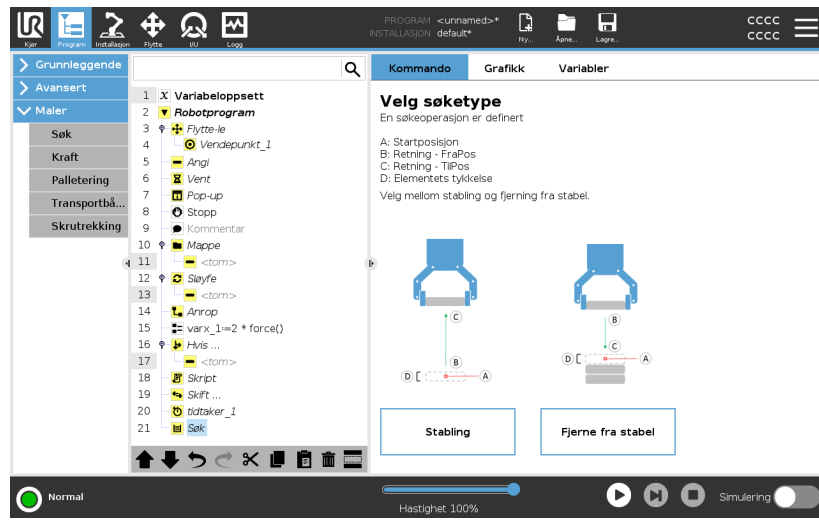 UR
Kjør
Program
Installasjon
Flytte
I/U
Logg
PROGRAM <unnamed>*
INSTALLASJON default*
Ny...
Åpne...
Lagre...
CCCC
CCCC
Grunnleggende
Avansert
Maler
Søk
Kraft
Palletering
Transportbå...
Skrutrekking
1 X Variabeloppsett
2 Robotprogram
3 Flytte-le
4 Vendepunkt_1
5 Angi
6 Vent
7 Pop-up
8 Stopp
9 Kommentar
10 Mappe
11 <tom>
12 Sløyfe
13 <tom>
14 Anrop
15 varx_1:=2 * force()
16 Hvis ...
17 <tom>
18 Skript
19 Skift ...
20 tidtaker_1
21 Søk
Kommando Grafikk Variabler
Velg søketype
En søkeoperasjon er definert
A: Startposisjon
B: Retning - FraPos
C: Retning - TilPos
D: Elementets tykkelse
Velg mellom stabling og fjerning fra stabel.
C
B
D
A
B
C
D
A
Stabling
Fjerne fra stabel
Normal
Hastighet 100%
Simulering